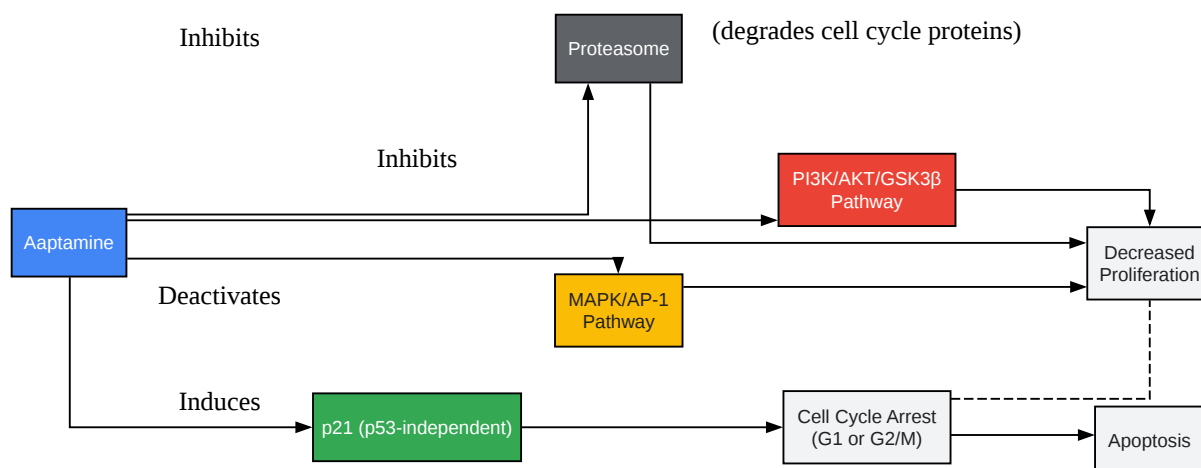 Inhibits
Proteasome
(degrades cell cycle proteins)
Inhibits
PI3K/AKT/GSK3β
Pathway
Aaptamine
Decreased
Proliferation
Deactivates
MAPK/AP-1
Pathway
Induces
p21 (p53-independent)
Cell Cycle Arrest
(G1 or G2/M)
Apoptosis